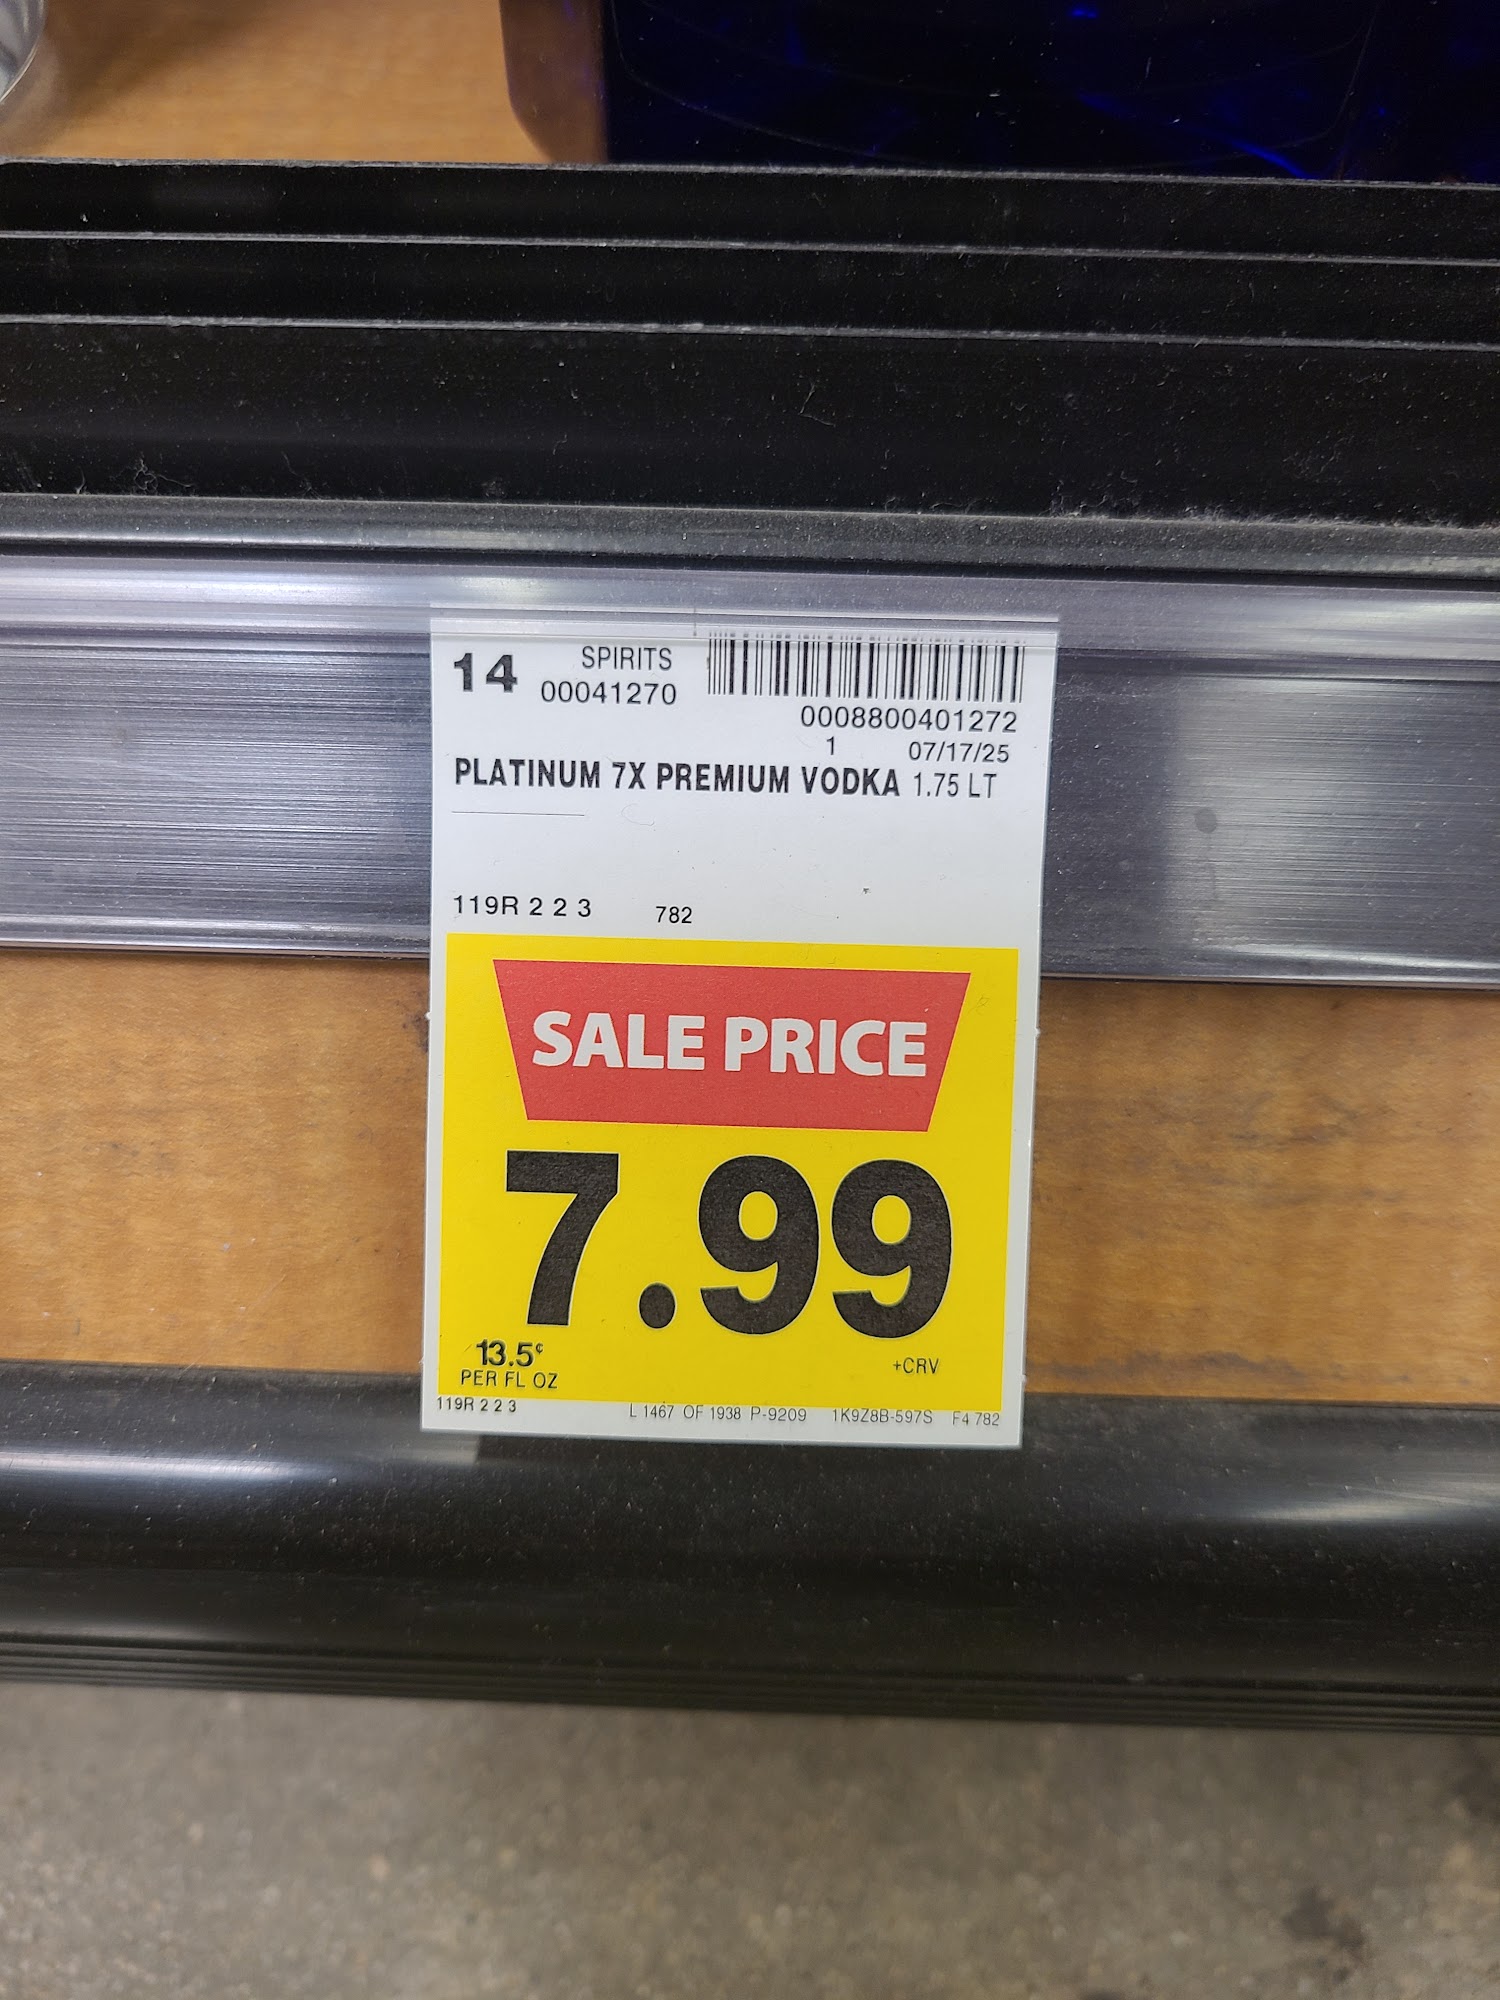 14 SPIRITS
00041270
0008800401272
1 07/17/25
PLATINUM 7X PREMIUM VODKA 1.75 LT
119R 2 2 3 782
SALE PRICE
7.99
13.5¢
PER FL OZ
+CRV
119R 2 2 3 L 1467 OF 1938 P-9209 1K9Z8B-597S F4 782